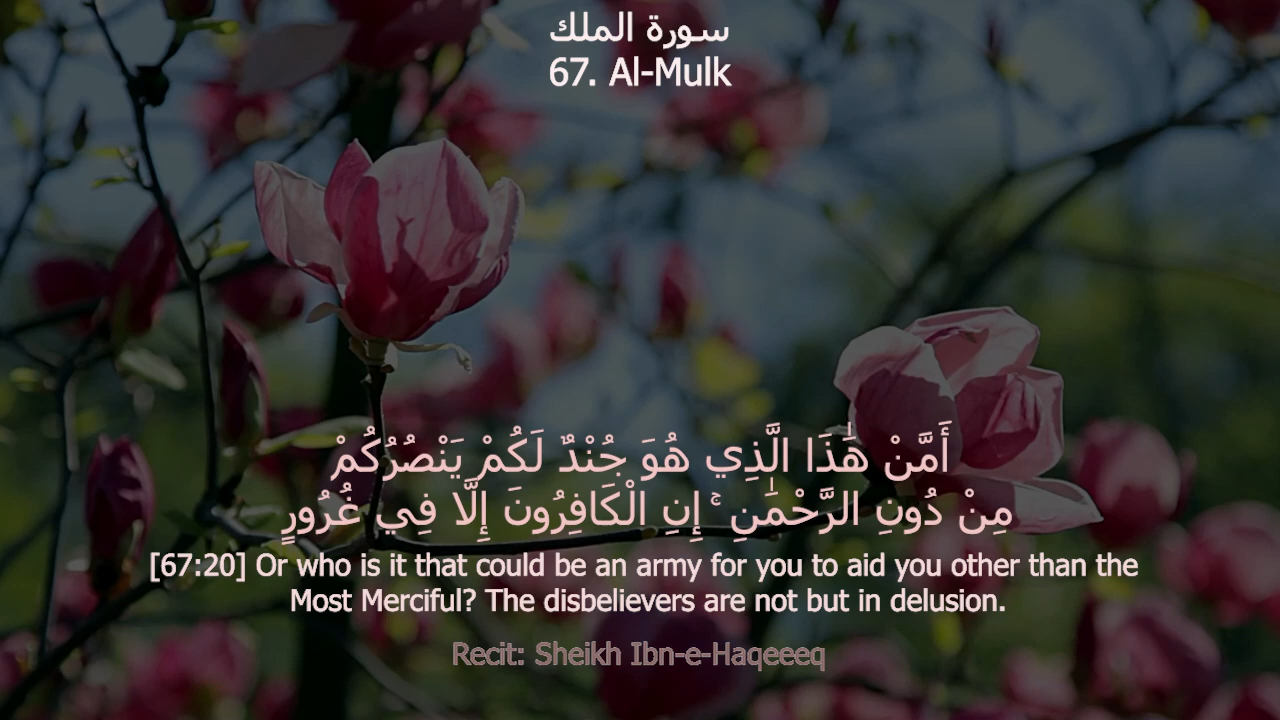 سورة الملك
67. Al-Mulk
أَمَّنْ هَٰذَا الَّذِي هُوَ جُنْدٌ لَكُمْ يَنْصُرُكُمْ
مِنْ دُونِ الرَّحْمَٰنِ ۚ إِنِ الْكَافِرُونَ إِلَّا فِي غُرُورٍ
[67:20] Or who is it that could be an army for you to aid you other than the
Most Merciful? The disbelievers are not but in delusion.
Recit: Sheikh Ibn-e-Haqeeeq